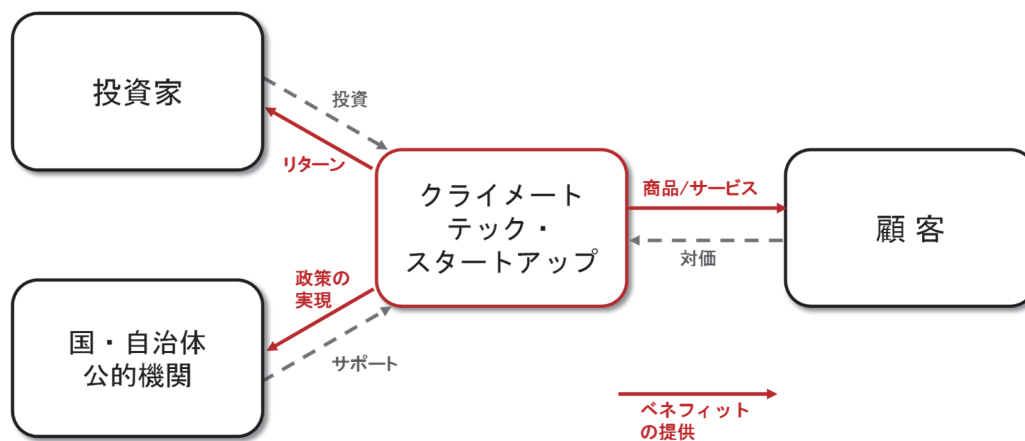 投資家
投資
リターン
クライメート
テック・
スタートアップ
商品/サービス
対価
顧客
国・自治体
公的機関
政策の
実現
サポート
ベネフィット
の提供